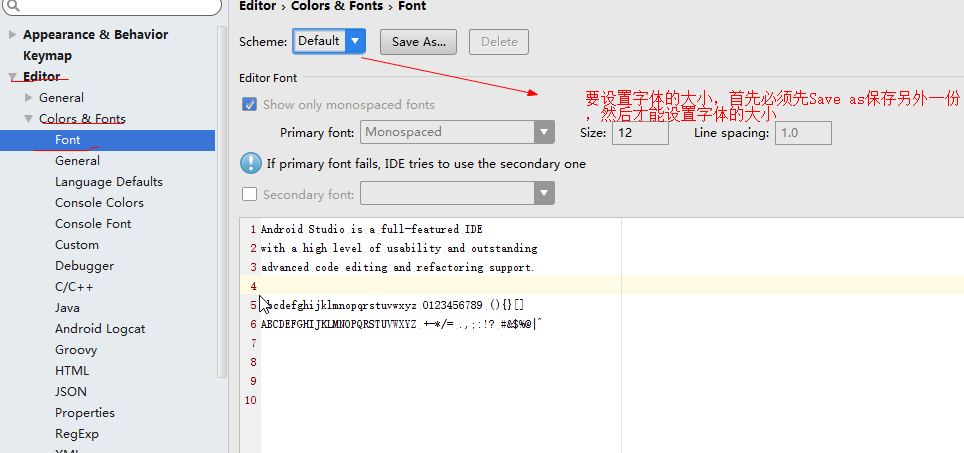 Editor › Colors & Fonts › Font
Appearance & Behavior
Keymap
Editor
General
Colors & Fonts
Font
General
Language Defaults
Console Colors
Console Font
Custom
Debugger
C/C++
Java
Android Logcat
Groovy
HTML
JSON
Properties
RegExp
YML
Scheme: Default Save As... Delete
Editor Font
要设置字体的大小，首先必须先Save as保存另外一份
，然后才能设置字体的大小
Show only monospaced fonts
Primary font: Monospaced Size: 12 Line spacing: 1.0
If primary font fails, IDE tries to use the secondary one
Secondary font:
1 Android Studio is a full-featured IDE
2 with a high level of usability and outstanding
3 advanced code editing and refactoring support.
4
5 abcdefghijklmnopqrstuvwxyz 0123456789 (){}[]
6 ABCDEFGHIJKLMNOPQRSTUVWXYZ +-*/= .,;:!? #&$%@|^
7
8
9
10